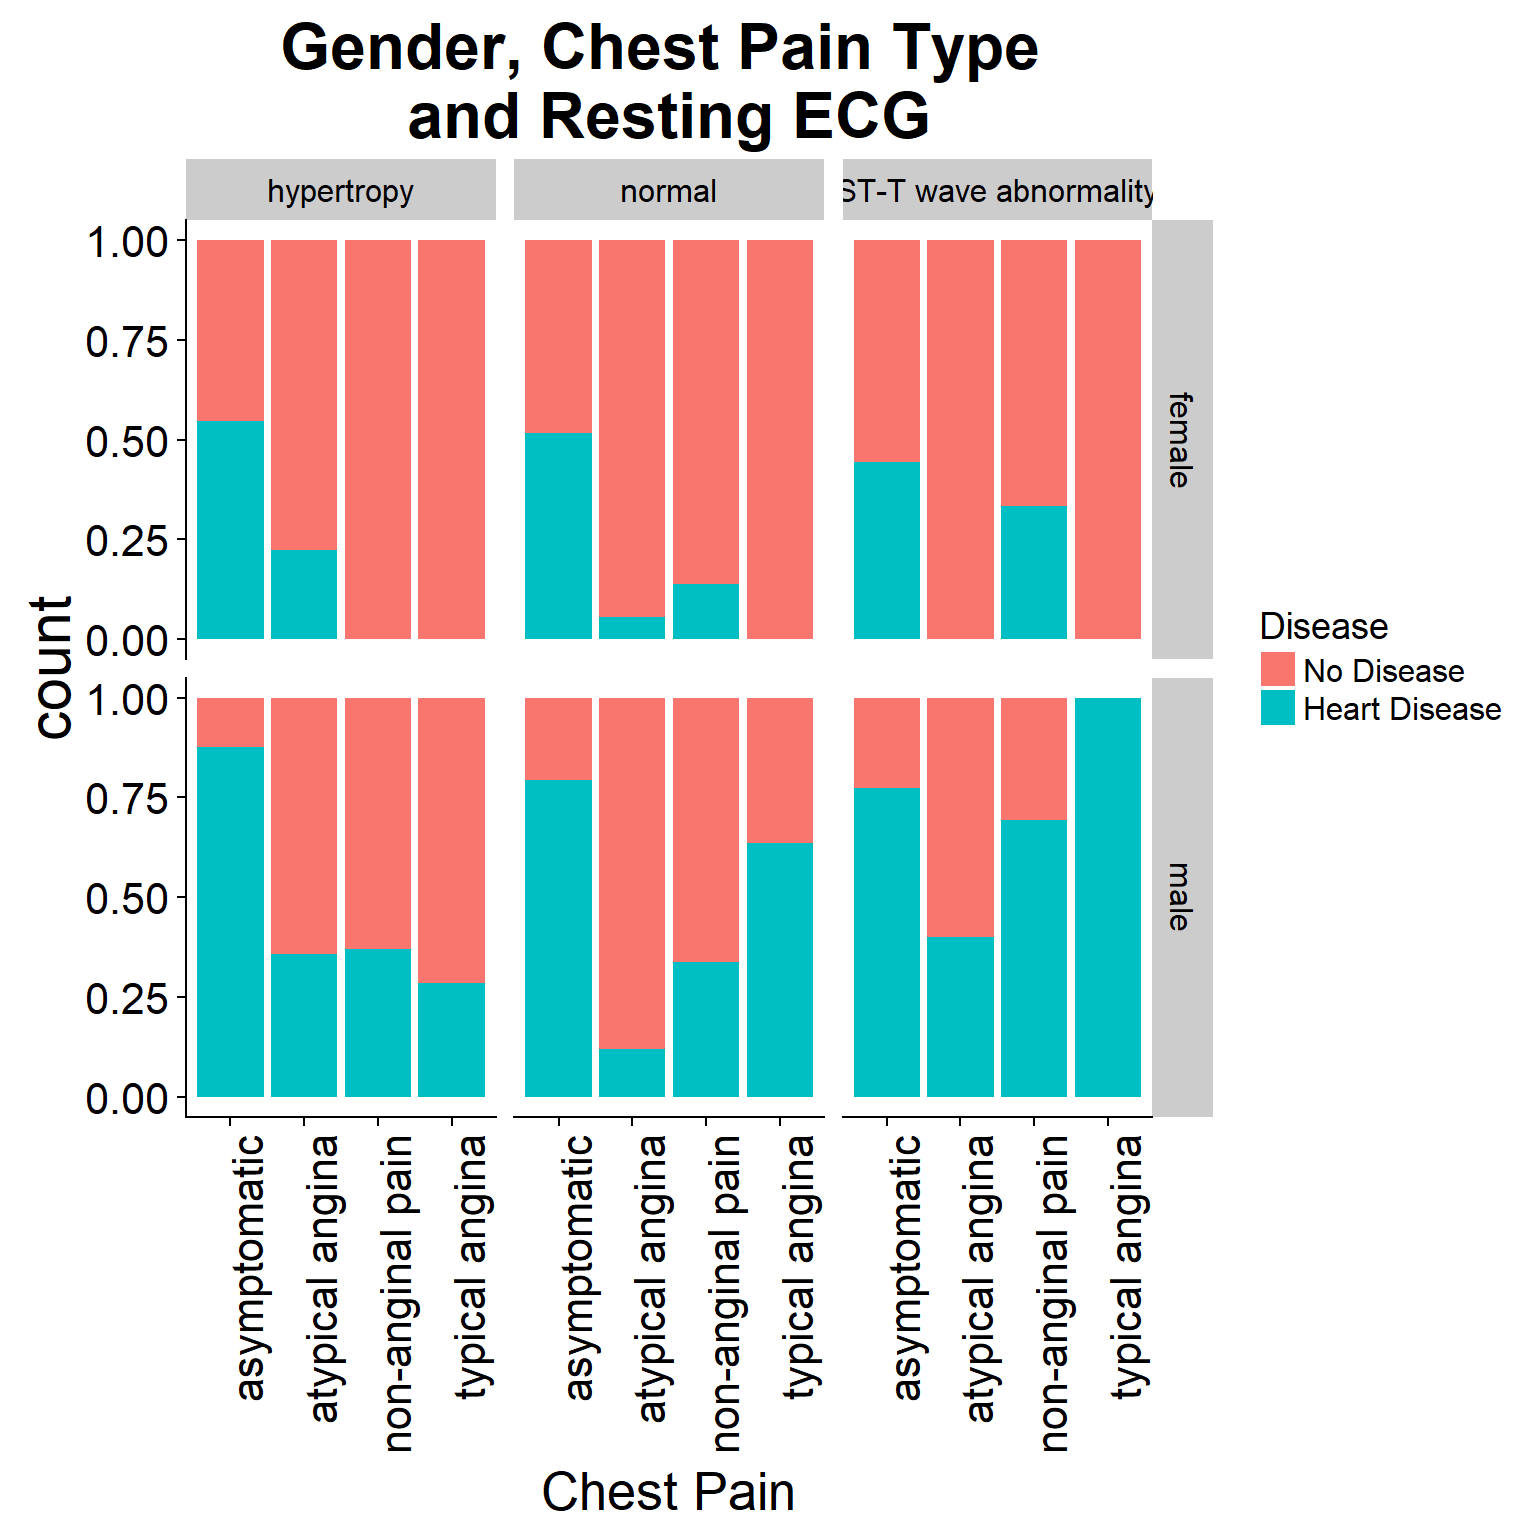 Gender, Chest Pain Type
and Resting ECG
hypertropy
normal
ST-T wave abnormality
1.00
0.75
0.50
0.25
0.00
female
1.00
0.75
0.50
0.25
0.00
male
count
asymptomatic
atypical angina
non-anginal pain
typical angina
asymptomatic
atypical angina
non-anginal pain
typical angina
asymptomatic
atypical angina
non-anginal pain
typical angina
Chest Pain
Disease
No Disease
Heart Disease